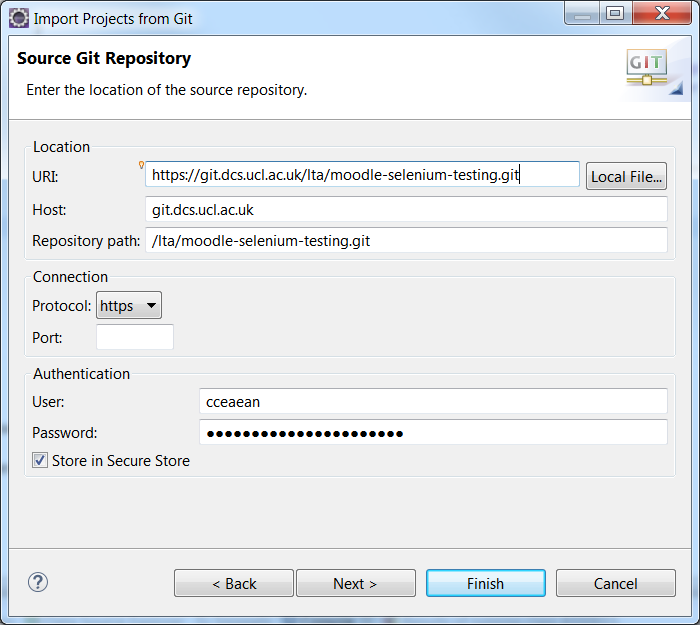 Import Projects from Git
Source Git Repository
Enter the location of the source repository.
GIT
Location
URI: https://git.dcs.ucl.ac.uk/lta/moodle-selenium-testing.git Local File...
Host: git.dcs.ucl.ac.uk
Repository path: /lta/moodle-selenium-testing.git
Connection
Protocol: https
Port:
Authentication
User: cceaean
Password: ●●●●●●●●●●●●●●●●●●●●●●
Store in Secure Store
? < Back Next > Finish Cancel